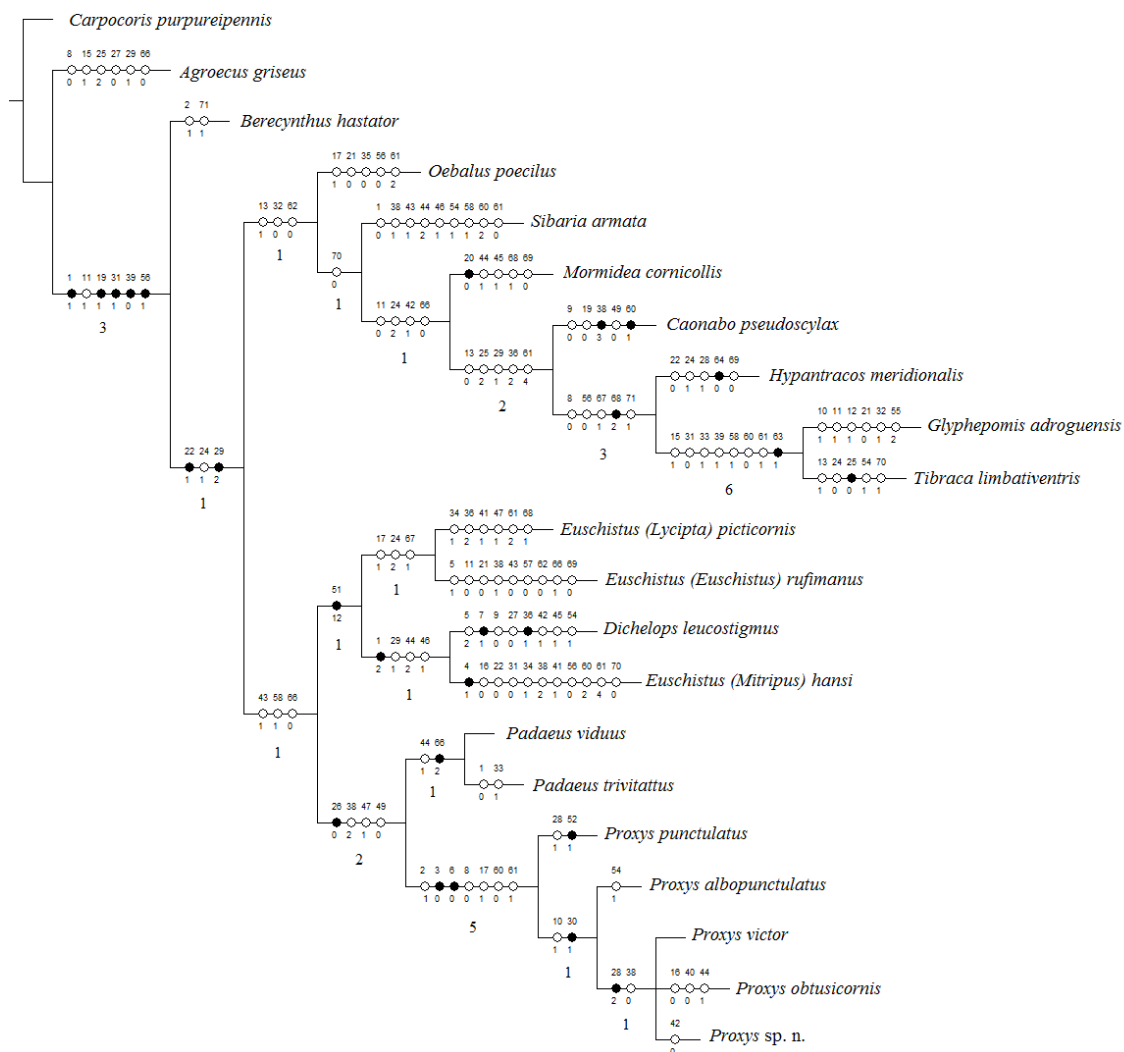 Carpocoris purpureipennis
8 15 25 27 29 66
Agroecus griseus
0 1 2 0 1 0
2 71
Berecynthus hastator
1 1
17 21 35 56 61
Oebalus poecilus
1 0 0 0 2
13 32 62
1 0 0
1
1 38 43 44 46 54 58 60 61
Sibaria armata
0 1 1 2 1 1 1 2 0
70
0
1
20 44 45 68 69
Mormidea cornicollis
0 1 1 1 0
1 11 19 31 39 56
1 1 1 1 0 1
3
11 24 42 66
0 2 1 0
1
9 19 38 49 60
Caonabo pseudoscylax
0 0 3 0 1
13 25 29 36 61
0 2 1 2 4
2
22 24 28 64 69
Hypantracos meridionalis
0 1 1 0 0
8 56 67 68 71
0 0 1 2 1
3
10 11 12 21 32 55
Glyphepomis adroguensis
1 1 1 0 1 2
15 31 33 39 58 60 61 63
1 0 1 1 1 0 1 1
6
13 24 25 54 70
Tibraca limbativentris
1 0 0 1 1
22 24 29
1 1 2
1
34 36 41 47 61 68
Euschistus (Lycipta) picticornis
1 2 1 1 2 1
17 24 67
1 2 1
1
5 11 21 38 43 57 62 66 69
Euschistus (Euschistus) rufimanus
1 0 0 1 0 0 0 1 0
51
12
1
5 7 9 27 36 42 45 54
Dichelops leucostigmus
2 1 0 0 1 1 1 1
1 29 44 46
2 1 2 1
1
4 16 22 31 34 38 41 56 60 61 70
Euschistus (Mitripus) hansi
1 0 0 0 1 2 1 0 2 4 0
43 58 66
1 1 0
1
Padaeus viduus
44 66
1 2
1
1 33
Padaeus trivitattus
0 1
26 38 47 49
0 2 1 0
2
28 52
Proxys punctulatus
1 1
2 3 6 8 17 60 61
1 0 0 0 1 0 1
5
54
Proxys albopunctulatus
1
10 30
1 1
1
Proxys victor
28 38
2 0
1
16 40 44
Proxys obtusicornis
0 0 1
42
Proxys sp. n.
0